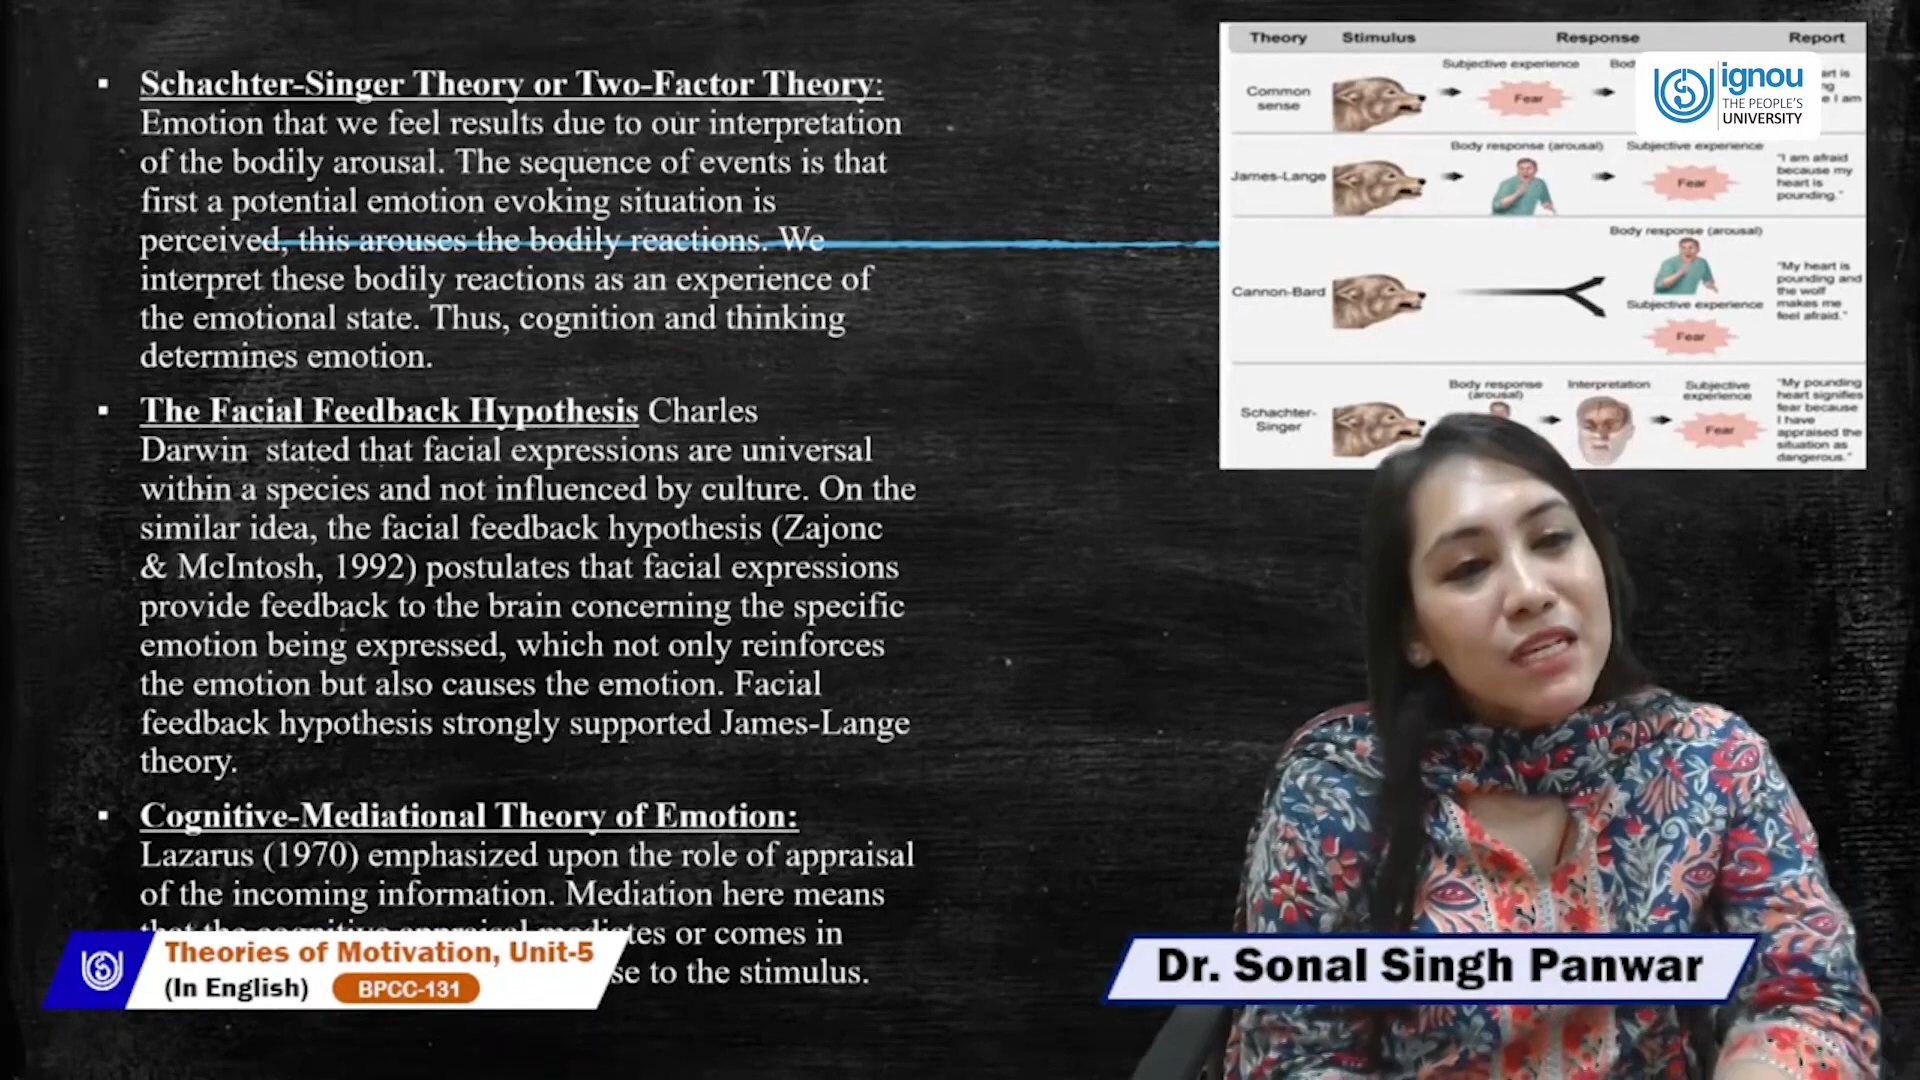 Schachter-Singer Theory or Two-Factor Theory:
Emotion that we feel results due to our interpretation
of the bodily arousal. The sequence of events is that
first a potential emotion evoking situation is
perceived, this arouses the bodily reactions. We
interpret these bodily reactions as an experience of
the emotional state. Thus, cognition and thinking
determines emotion.
The Facial Feedback Hypothesis Charles
Darwin stated that facial expressions are universal
within a species and not influenced by culture. On the
similar idea, the facial feedback hypothesis (Zajonc
& McIntosh, 1992) postulates that facial expressions
provide feedback to the brain concerning the specific
emotion being expressed, which not only reinforces
the emotion but also causes the emotion. Facial
feedback hypothesis strongly supported James-Lange
theory.
Cognitive-Mediational Theory of Emotion:
Lazarus (1970) emphasized upon the role of appraisal
of the incoming information. Mediation here means
that the cognitive appraisal mediates or comes in
to the stimulus.
Theory Stimulus Response Report
Subjective experience
Common
sense
Fear
James-Lange
Body response (arousal)
Subjective experience
Fear
"I am afraid
because my
heart is
pounding."
Cannon-Bard
Body response (arousal)
Subjective experience
Fear
"My heart is
pounding and
the wolf
makes me
feel afraid."
Schachter-
Singer
Body response
(arousal)
Interpretation
Subjective
experience
Fear
"My pounding
heart signifies
fear because
I have
appraised the
situation as
dangerous."
ignou
THE PEOPLE'S
UNIVERSITY
Theories of Motivation, Unit-5
(In English) BPCC-131
Dr. Sonal Singh Panwar